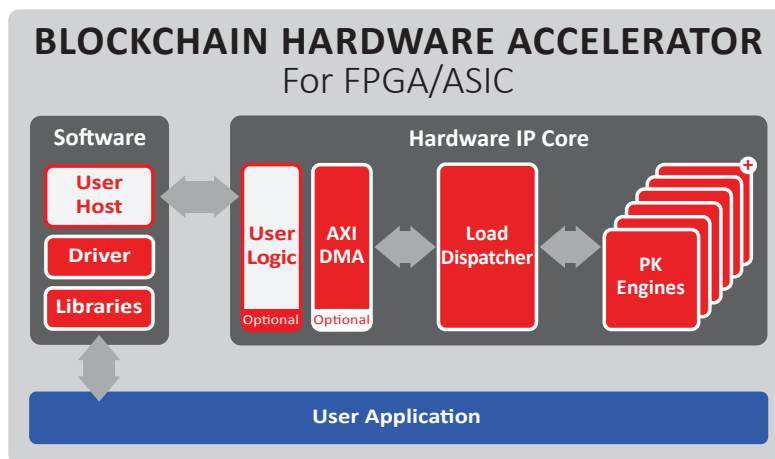 BLOCKCHAIN HARDWARE ACCELERATOR
For FPGA/ASIC
Software
User
Host
Driver
Libraries
Hardware IP Core
User
Logic
Optional
AXI
DMA
Optional
Load
Dispatcher
+
PK
Engines
User Application